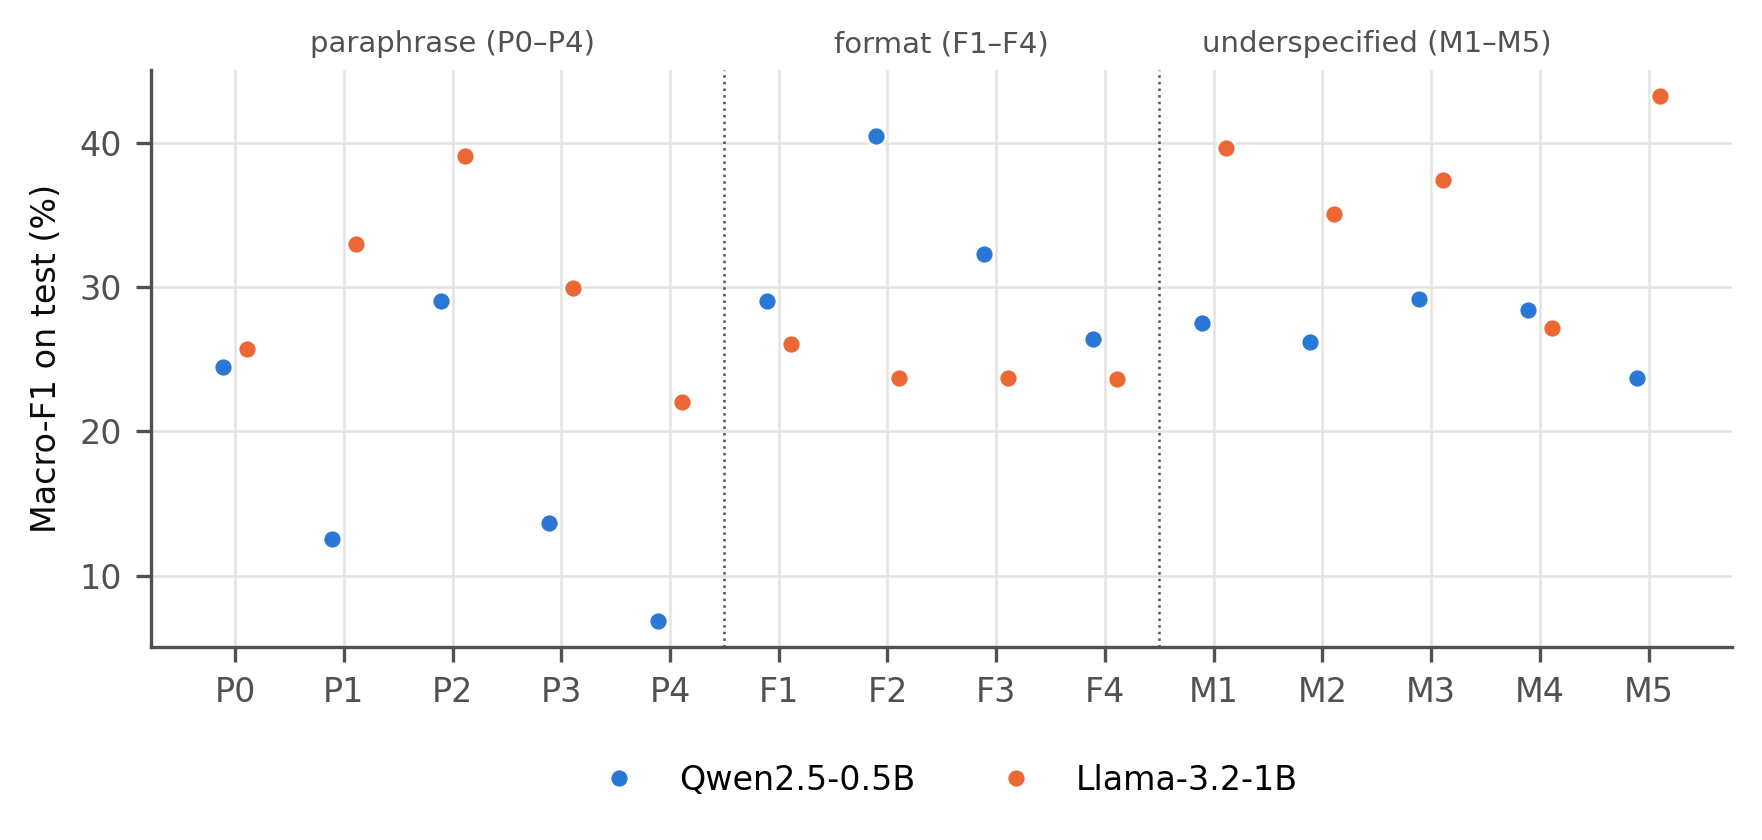 paraphrase (P0–P4) format (F1–F4) underspecified (M1–M5)
Macro-F1 on test (%)
40
30
20
10
P0 P1 P2 P3 P4 F1 F2 F3 F4 M1 M2 M3 M4 M5
Qwen2.5-0.5B Llama-3.2-1B